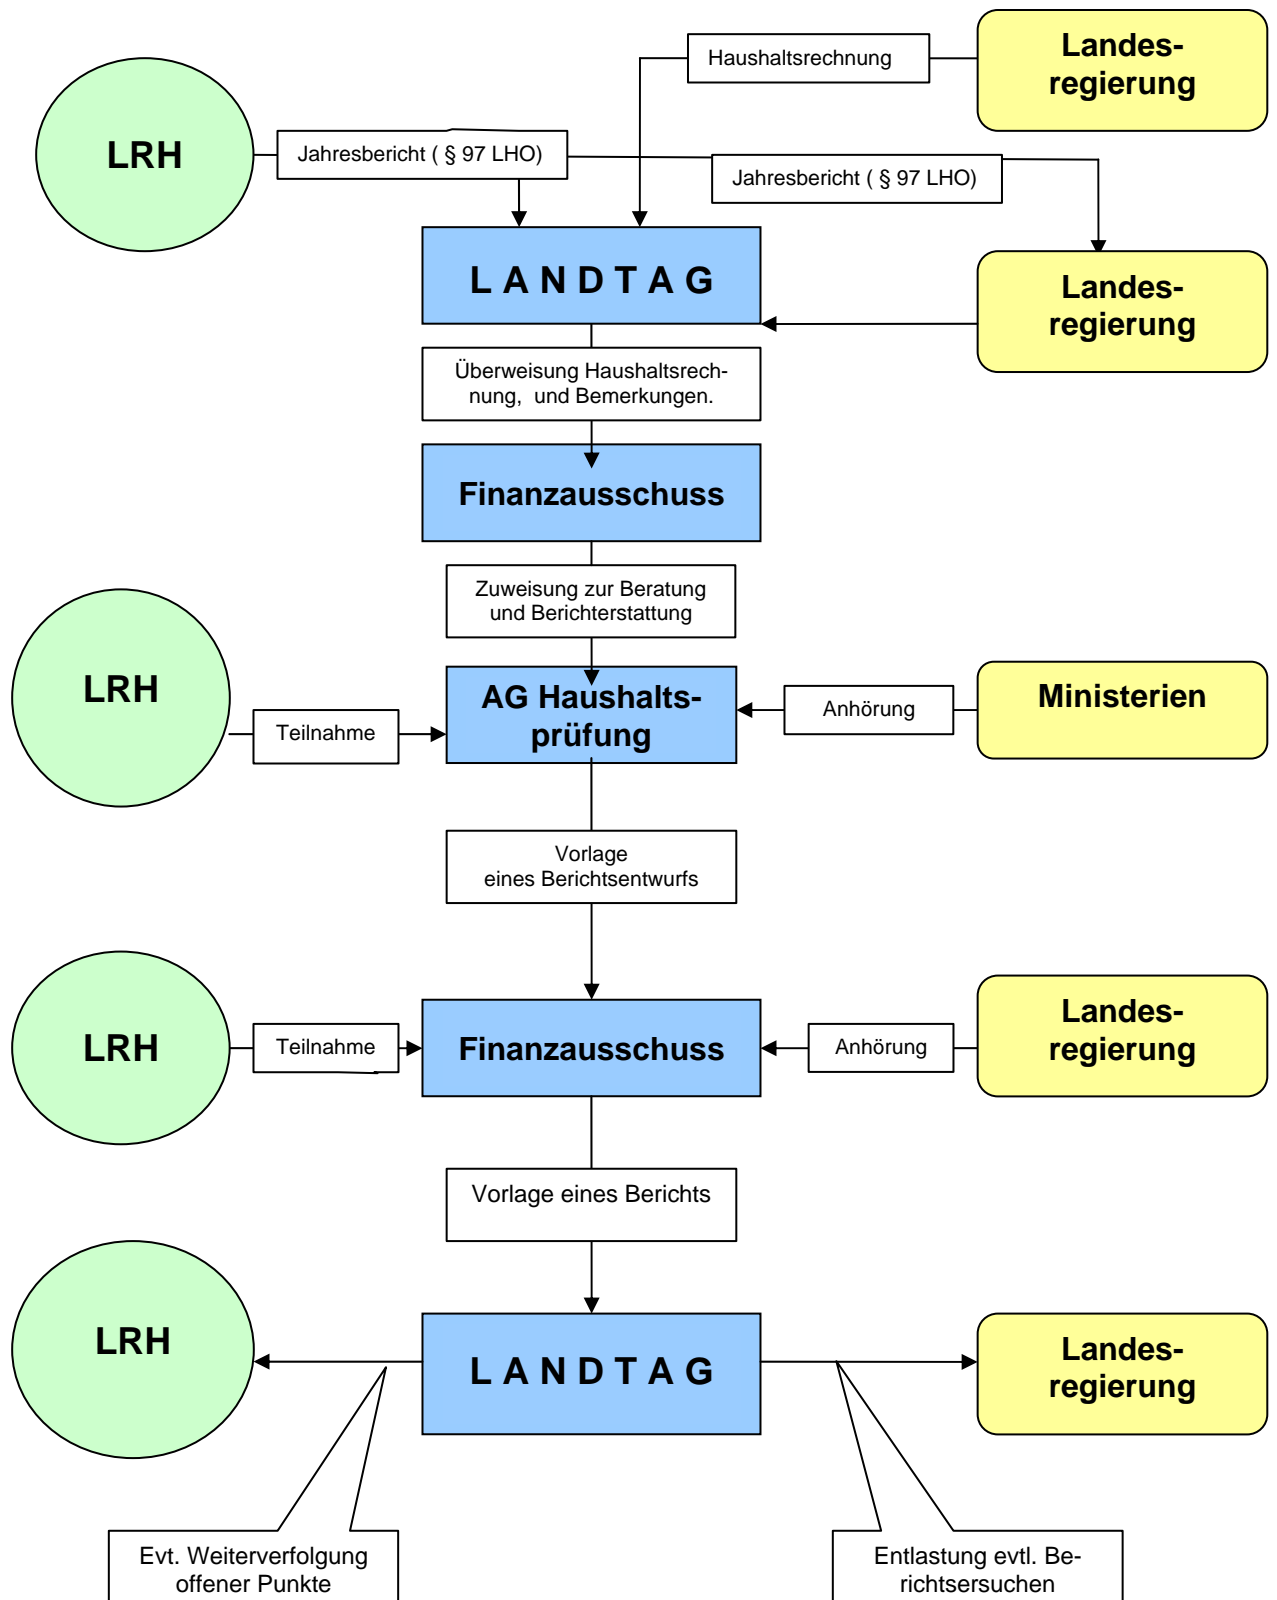 Landes-
regierung
Haushaltsrechnung
LRH
Jahresbericht ( § 97 LHO)
Jahresbericht ( § 97 LHO)
L A N D T A G
Landes-
regierung
Überweisung Haushaltsrech-
nung,  und Bemerkungen.
Finanzausschuss
Zuweisung zur Beratung
und Berichterstattung
LRH
Teilnahme
AG Haushalts-
prüfung
Anhörung
Ministerien
Vorlage
eines Berichtsentwurfs
LRH
Teilnahme
Finanzausschuss
Anhörung
Landes-
regierung
Vorlage eines Berichts
LRH
L A N D T A G
Landes-
regierung
Evt. Weiterverfolgung
offener Punkte
Entlastung evtl. Be-
richtsersuchen